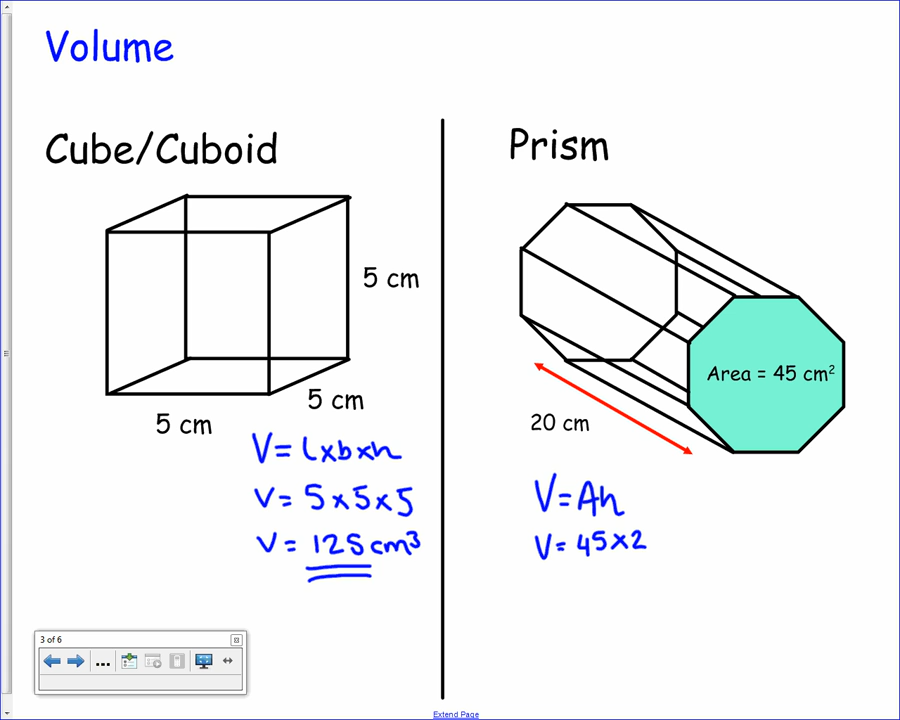 Volume
Cube/Cuboid
5 cm
5 cm
5 cm
V = l x b x h
V = 5 x 5 x 5
V = 125 cm³
Prism
Area = 45 cm²
20 cm
V = Ah
V = 45 x 2
3 of 6
...
Extend Page